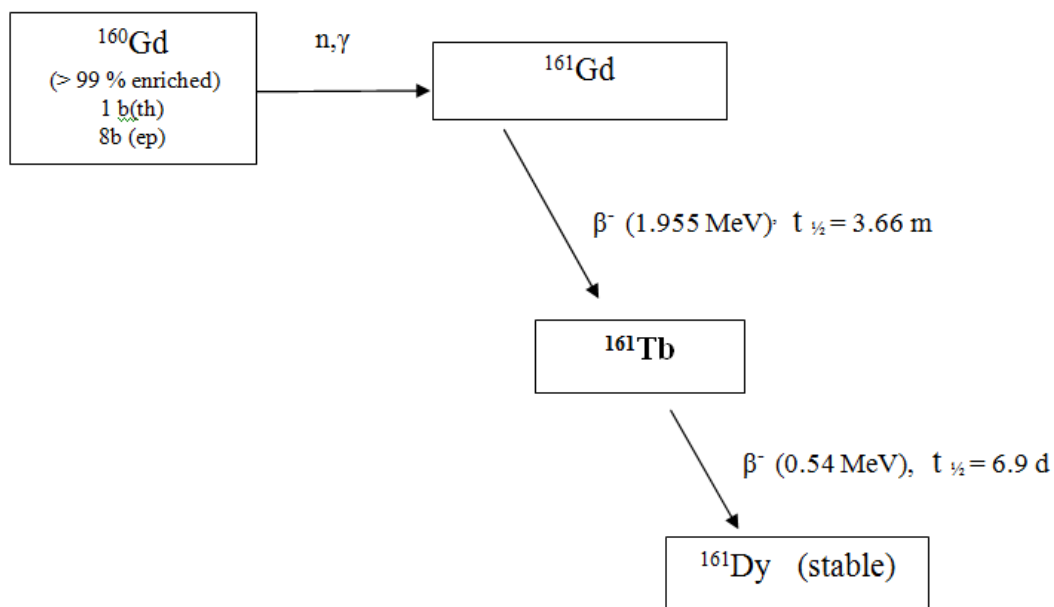 ¹⁶⁰Gd
(> 99 % enriched)
1 b(th)
8b (ep)
n,γ
¹⁶¹Gd
β⁻ (1.955 MeV), t ½ = 3.66 m
¹⁶¹Tb
β⁻ (0.54 MeV), t ½ = 6.9 d
¹⁶¹Dy (stable)